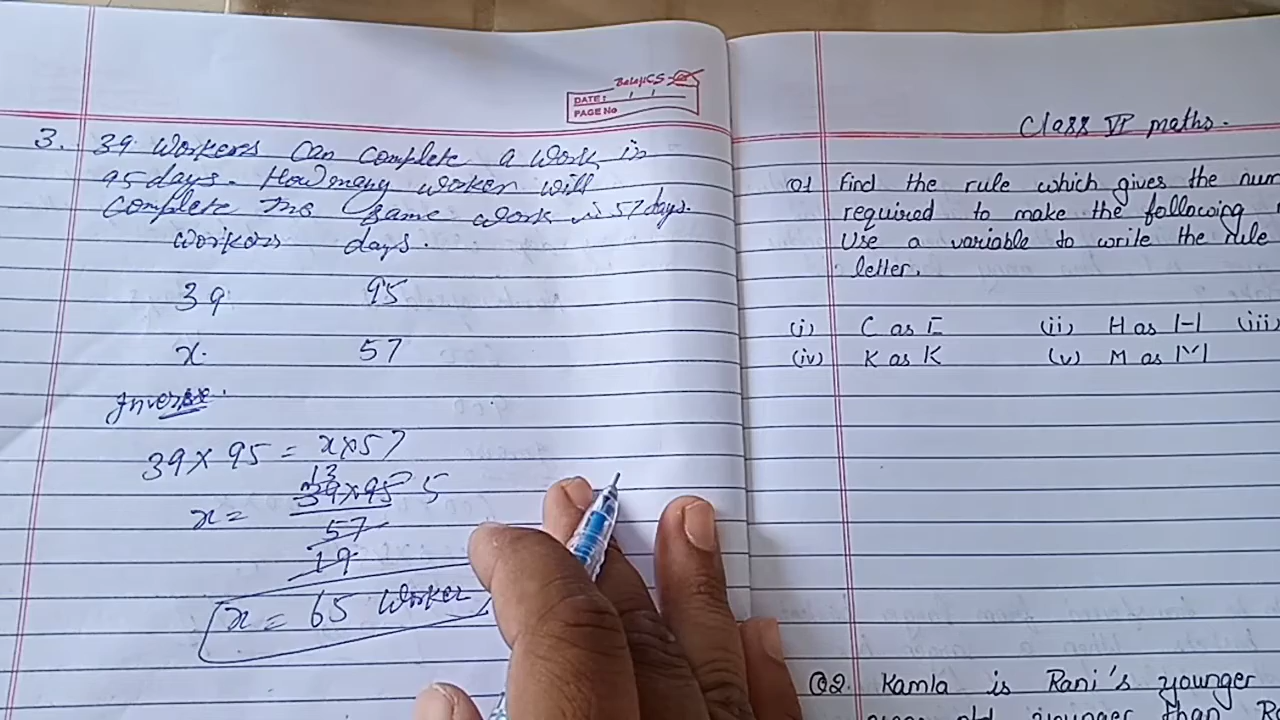 BalajiCS
DATE:
PAGE No
3. 39 workers can complete a work in
95 days. How many worker will
complete the same work in 57 days.
workers days.
39 95
x. 57
Inverse.
39 × 95 = x × 57
13
x = 39×95 5
57
19
x = 65 worker
Class VI maths.
Q1 Find the rule which gives the num
required to make the following
Use a variable to write the rule
letter.
(i) C as E (ii) H as H (iii)
(iv) K as K (v) M as M
Q2. Kamla is Rani's younger
younger than